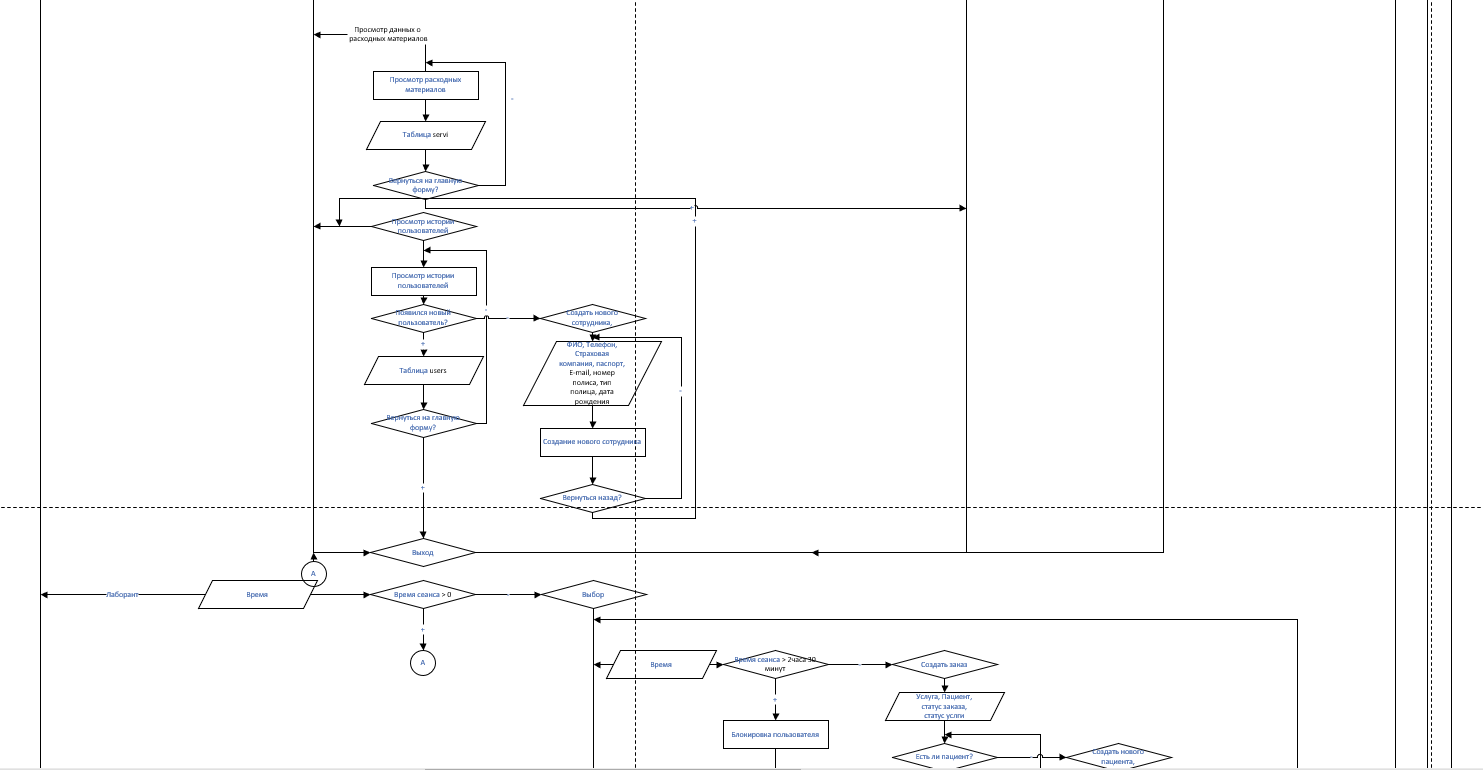 Просмотр данных о
расходных материалов
Просмотр расходных
материалов
-
Таблица servi
Вернуться на главную
форму?
+
Просмотр истории
пользователей
Просмотр истории
пользователей
Появился новый
пользователь?
-
Создать нового
сотрудника,
+
ФИО, Телефон,
Страховая
компания, паспорт,
E-mail, номер
полиса, тип
полица, дата
рождения
Таблица users
-
Вернуться на главную
форму?
Создание нового сотрудника
+
Вернуться назад?
Выход
А
Лаборант
Время
Время сеанса > 0
-
Выбор
+
А
Время
Время сеанса > 2часа 30
минут
-
Создать заказ
+
Услуга, Пациент,
статус заказа,
статус услги
Блокировка пользователя
Есть ли пациент?
-
Создать нового
пациента,